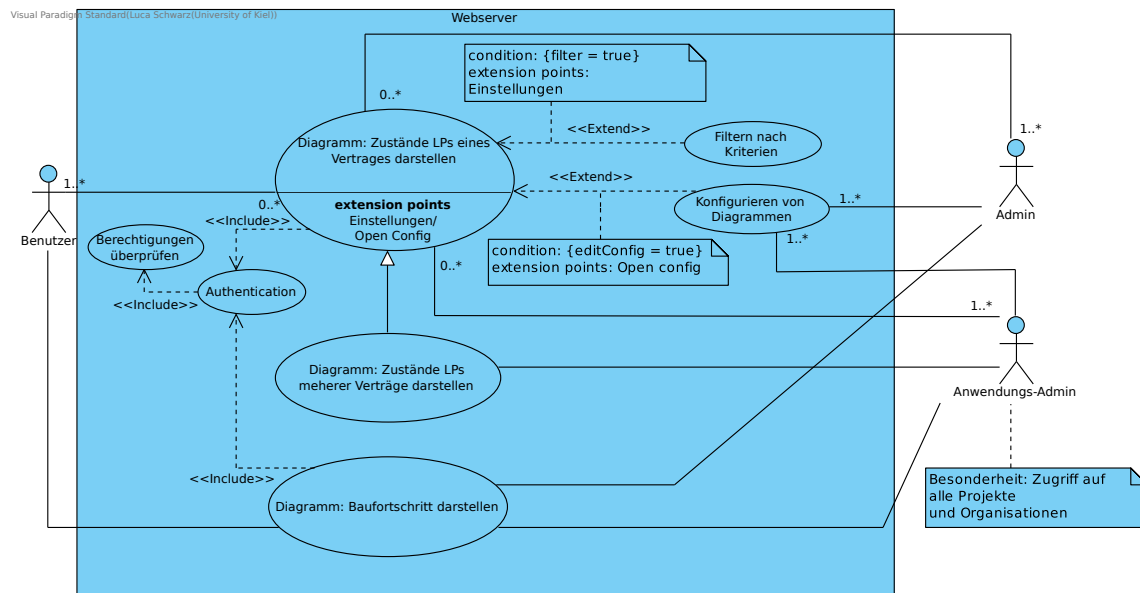 Visual Paradigm Standard(Luca Schwarz(University of Kiel))
Webserver
condition: {filter = true}
extension points:
Einstellungen
0..*
<<Extend>>
Filtern nach
Kriterien
1..*
Admin
Diagramm: Zustände LPs eines
Vertrages darstellen
<<Extend>>
1..*
Benutzer
0..*
extension points
Einstellungen/
Open Config
Konfigurieren von
Diagrammen
1..*
1..*
<<Include>>
Berechtigungen
überprüfen
condition: {editConfig = true}
extension points: Open config
0..*
Authentication
<<Include>>
1..*
Diagramm: Zustände LPs
meherer Verträge darstellen
Anwendungs-Admin
<<Include>>
Diagramm: Baufortschritt darstellen
Besonderheit: Zugriff auf
alle Projekte
und Organisationen